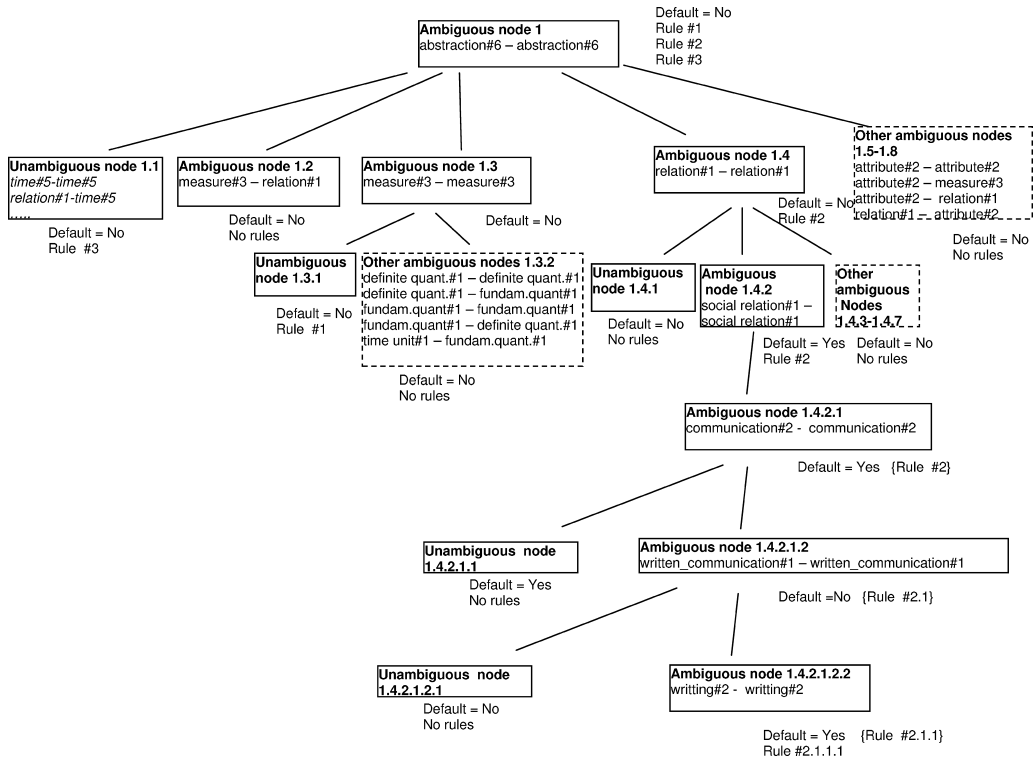 Ambiguous node 1
abstraction#6 – abstraction#6
Default = No
Rule #1
Rule #2
Rule #3
Unambiguous node 1.1
time#5-time#5
relation#1-time#5
.....
Default = No
Rule #3
Ambiguous node 1.2
measure#3 – relation#1
Default = No
No rules
Ambiguous node 1.3
measure#3 – measure#3
Default = No
Ambiguous node 1.4
relation#1 – relation#1
Default = No
Rule #2
Other ambiguous nodes
1.5-1.8
attribute#2 – attribute#2
attribute#2 – measure#3
attribute#2 – relation#1
relation#1 – attribute#2
Default = No
No rules
Unambiguous
node 1.3.1
Default = No
Rule #1
Other ambiguous nodes 1.3.2
definite quant.#1 – definite quant.#1
definite quant.#1 – fundam.quant#1
fundam.quant#1 – fundam.quant#1
fundam.quant#1 – definite quant.#1
time unit#1 – fundam.quant.#1
Default = No
No rules
Unambiguous
node 1.4.1
Default = No
No rules
Ambiguous
node 1.4.2
social relation#1 –
social relation#1
Default = Yes
Rule #2
Other
ambiguous
Nodes
1.4.3-1.4.7
Default = No
No rules
Ambiguous node 1.4.2.1
communication#2 - communication#2
Default = Yes {Rule #2}
Unambiguous node
1.4.2.1.1
Default = Yes
No rules
Ambiguous node 1.4.2.1.2
written_communication#1 – written_communication#1
Default =No {Rule #2.1}
Unambiguous node
1.4.2.1.2.1
Default = No
No rules
Ambiguous node 1.4.2.1.2.2
writting#2 - writting#2
Default = Yes {Rule #2.1.1}
Rule #2.1.1.1